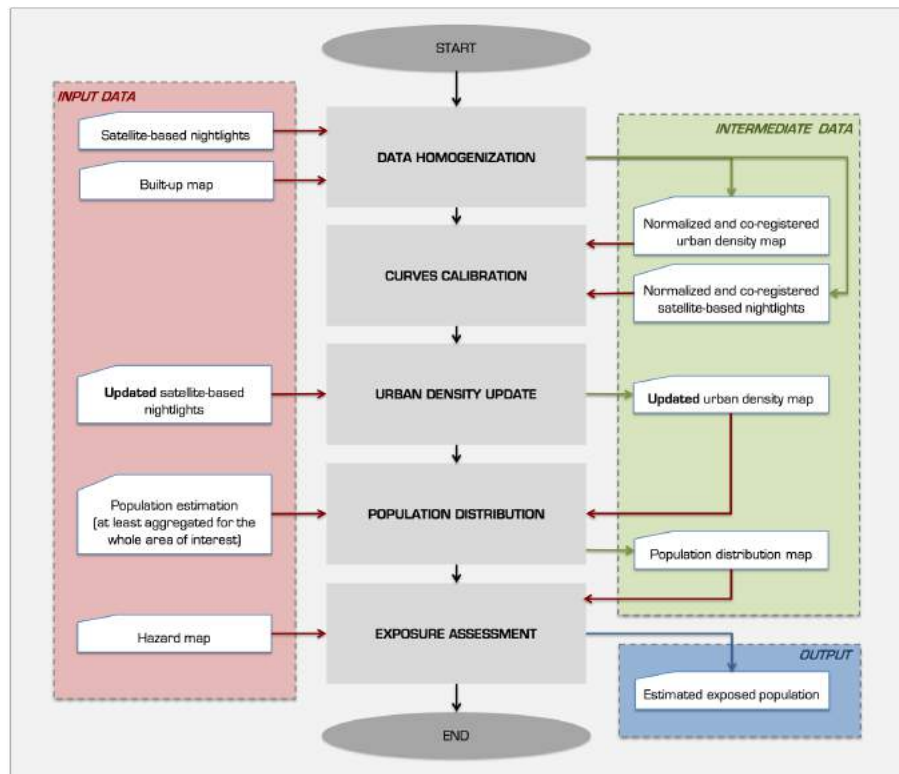 START
INPUT DATA
Satellite-based nightlights
Built-up map
DATA HOMOGENIZATION
INTERMEDIATE DATA
Normalized and co-registered
urban density map
CURVES CALIBRATION
Normalized and co-registered
satellite-based nightlights
Updated satellite-based
nightlights
URBAN DENSITY UPDATE
Updated urban density map
Population estimation
(at least aggregated for the
whole area of interest)
POPULATION DISTRIBUTION
Population distribution map
Hazard map
EXPOSURE ASSESSMENT
OUTPUT
Estimated exposed population
END